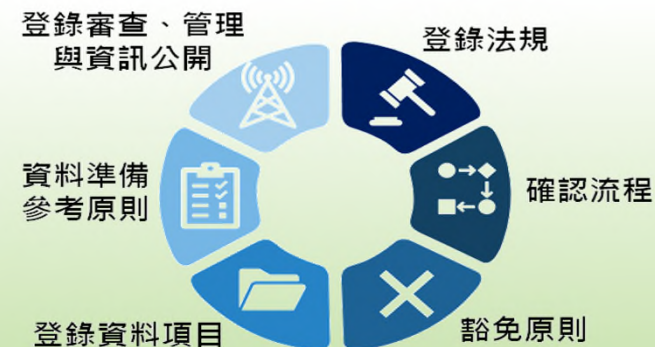 登錄審查、管理
與資訊公開
登錄法規
資料準備
參考原則
確認流程
登錄資料項目
豁免原則